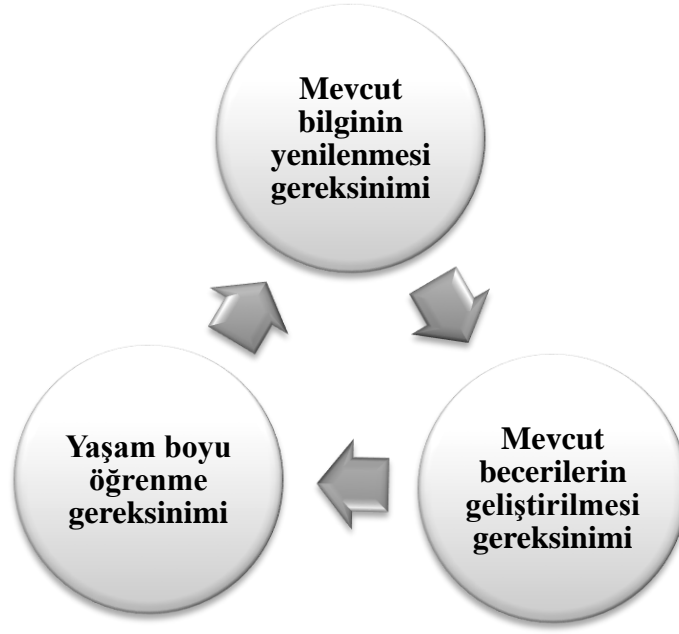 Mevcut
bilginin
yenilenmesi
gereksinimi
Mevcut
becerilerin
geliştirilmesi
gereksinimi
Yaşam boyu
öğrenme
gereksinimi